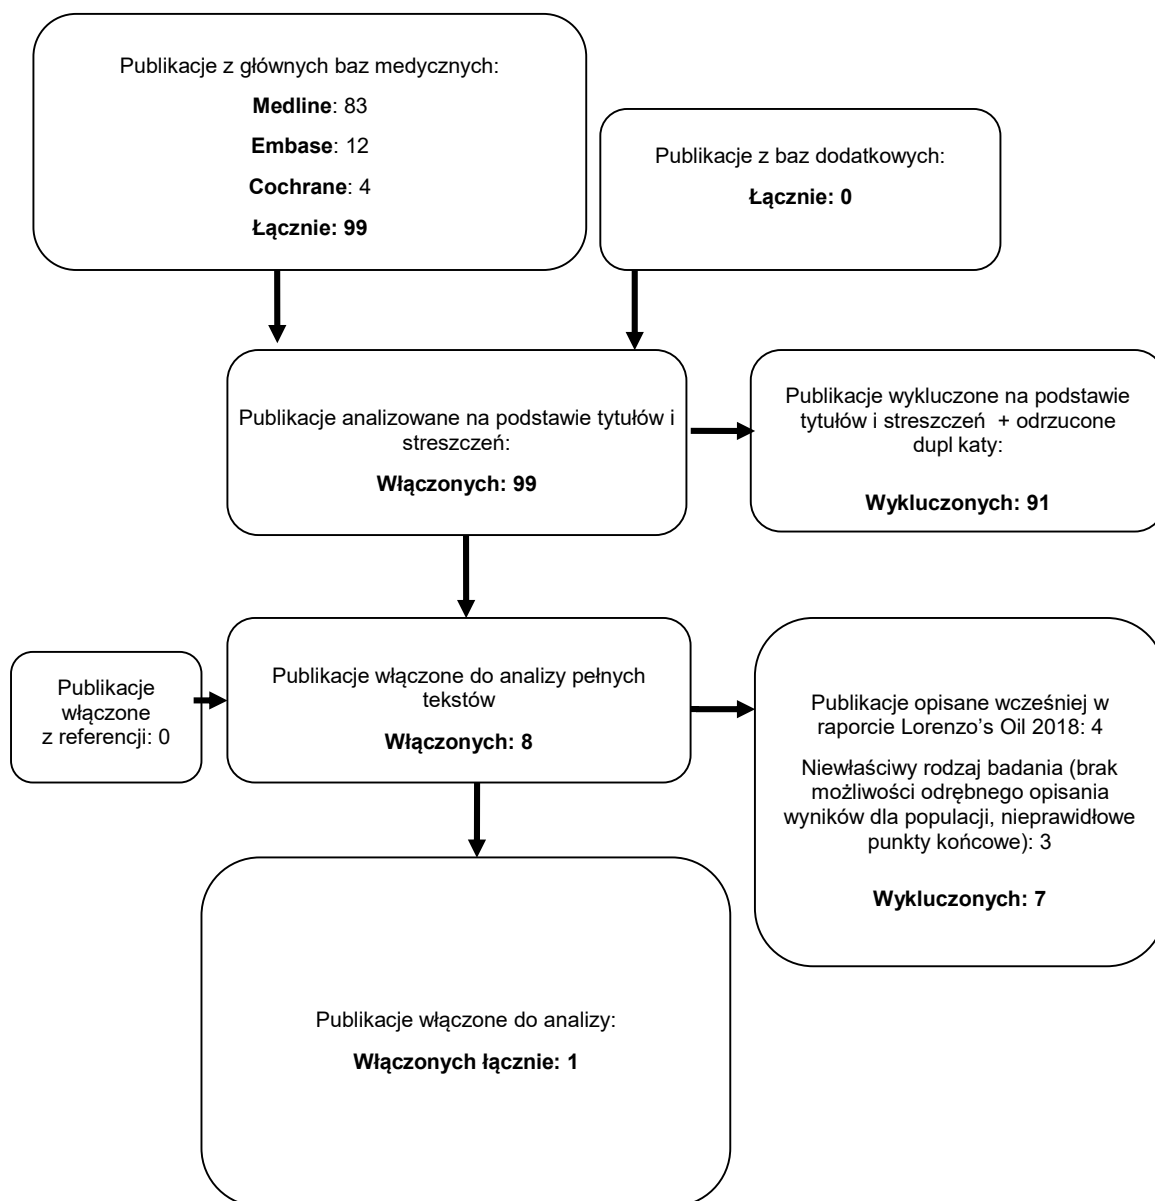 Publikacje z głównych baz medycznych:
Medline: 83
Embase: 12
Cochrane: 4
Łącznie: 99
Publikacje z baz dodatkowych:
Łącznie: 0
Publikacje analizowane na podstawie tytułów i
streszczeń:
Włączonych: 99
Publikacje wykluczone na podstawie
tytułów i streszczeń + odrzucone
dupl katy:
Wykluczonych: 91
Publikacje
włączone
z referencji: 0
Publikacje włączone do analizy pełnych
tekstów
Włączonych: 8
Publikacje opisane wcześniej w
raporcie Lorenzo’s Oil 2018: 4
Niewłaściwy rodzaj badania (brak
możliwości odrębnego opisania
wyników dla populacji, nieprawidłowe
punkty końcowe): 3
Wykluczonych: 7
Publikacje włączone do analizy:
Włączonych łącznie: 1